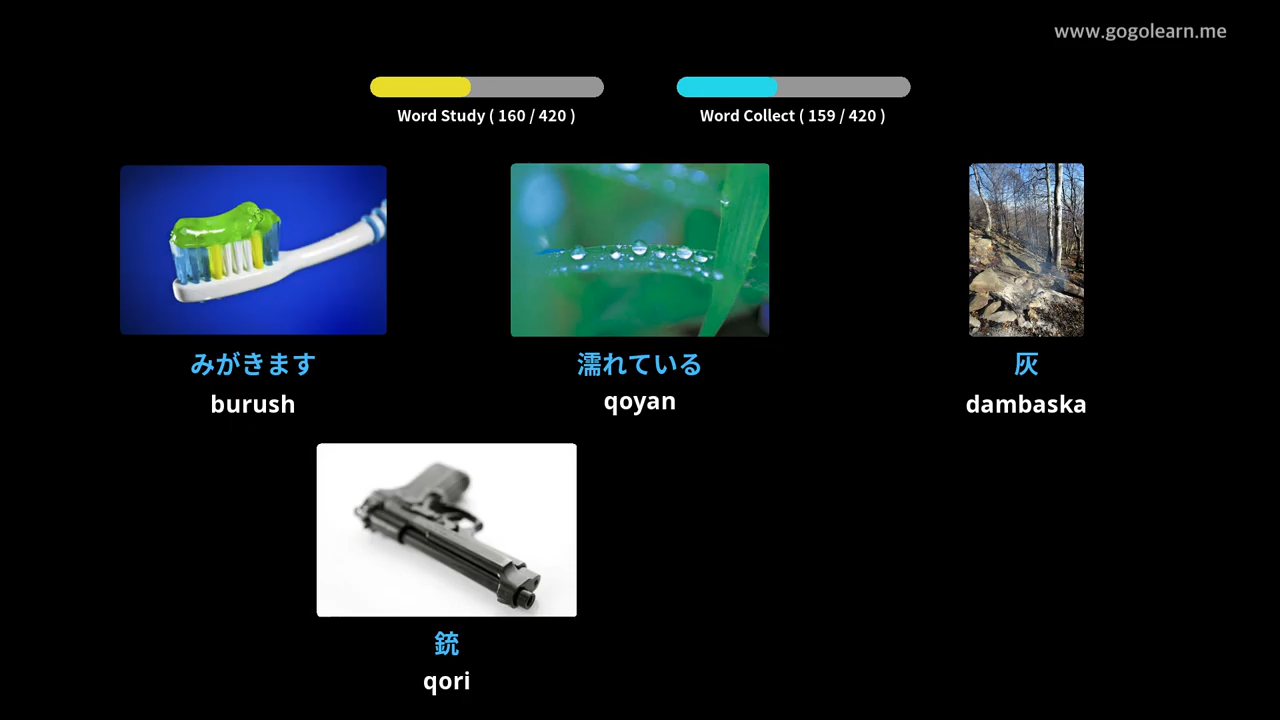 www.gogolearn.me
Word Study ( 160 / 420 )
Word Collect ( 159 / 420 )
みがきます
burush
濡れている
qoyan
灰
dambaska
銃
qori